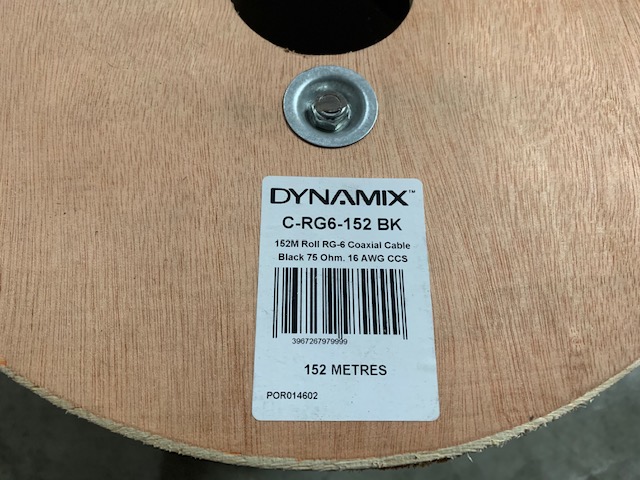 DYNAMIX™
C-RG6-152 BK
152M Roll RG-6 Coaxial Cable
Black 75 Ohm. 16 AWG CCS
3967267979999
152 METRES
POR014602